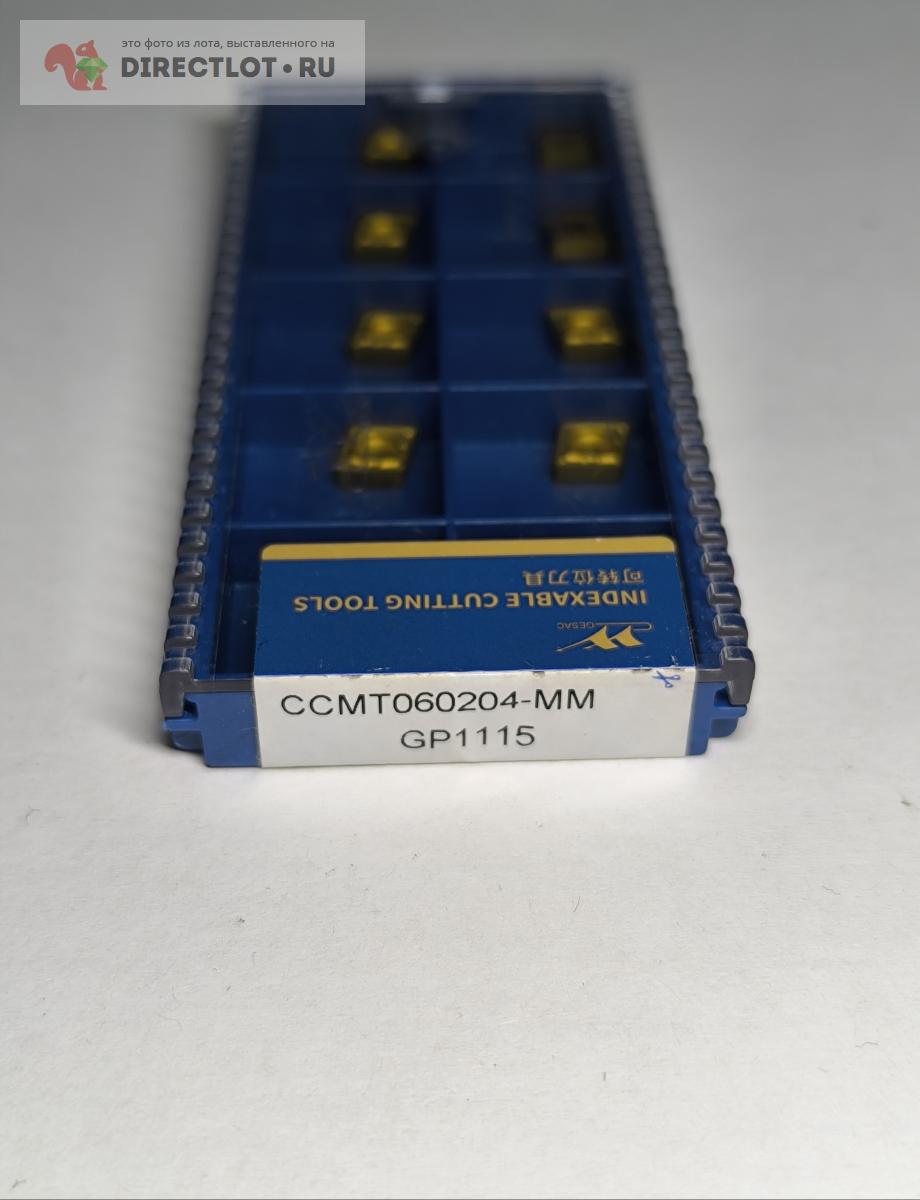 это фото из лота, выставленного на
DIRECTLOT•RU
可转位刀具
INDEXABLE CUTTING TOOLS
GESAC
CCMT060204-MM
GP1115